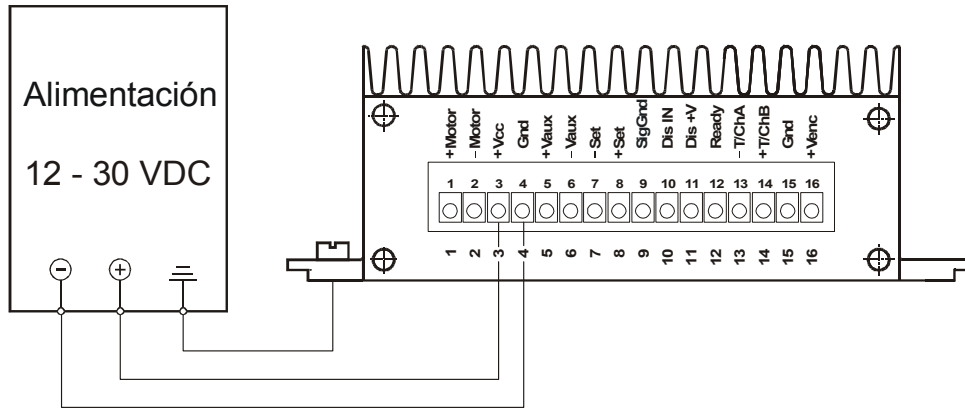 Alimentación
12 - 30 VDC
- +
+Motor
- Motor
+Vcc
Gnd
+Vaux
- Vaux
- Set
+Set
SigGnd
Dis IN
Dis +V
Ready
- T/ChA
+T/ChB
Gnd
+Venc
1 2 3 4 5 6 7 8 9 10 11 12 13 14 15 16
1 2 3 4 5 6 7 8 9 10 11 12 13 14 15 16